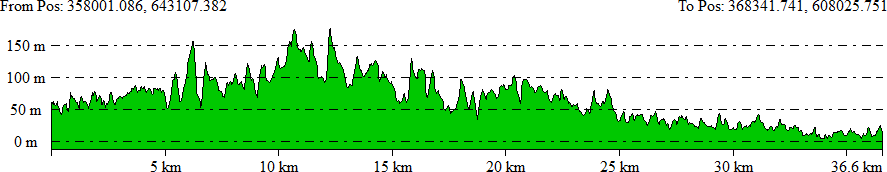 From Pos: 358001.086, 643107.382 To Pos: 368341.741, 608025.751
150 m
100 m
50 m
0 m
5 km 10 km 15 km 20 km 25 km 30 km 36.6 km